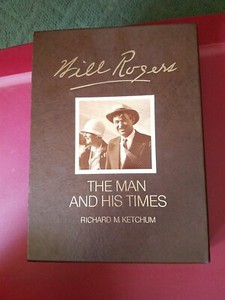 Will Rogers
THE MAN
AND HIS TIMES
RICHARD M. KETCHUM